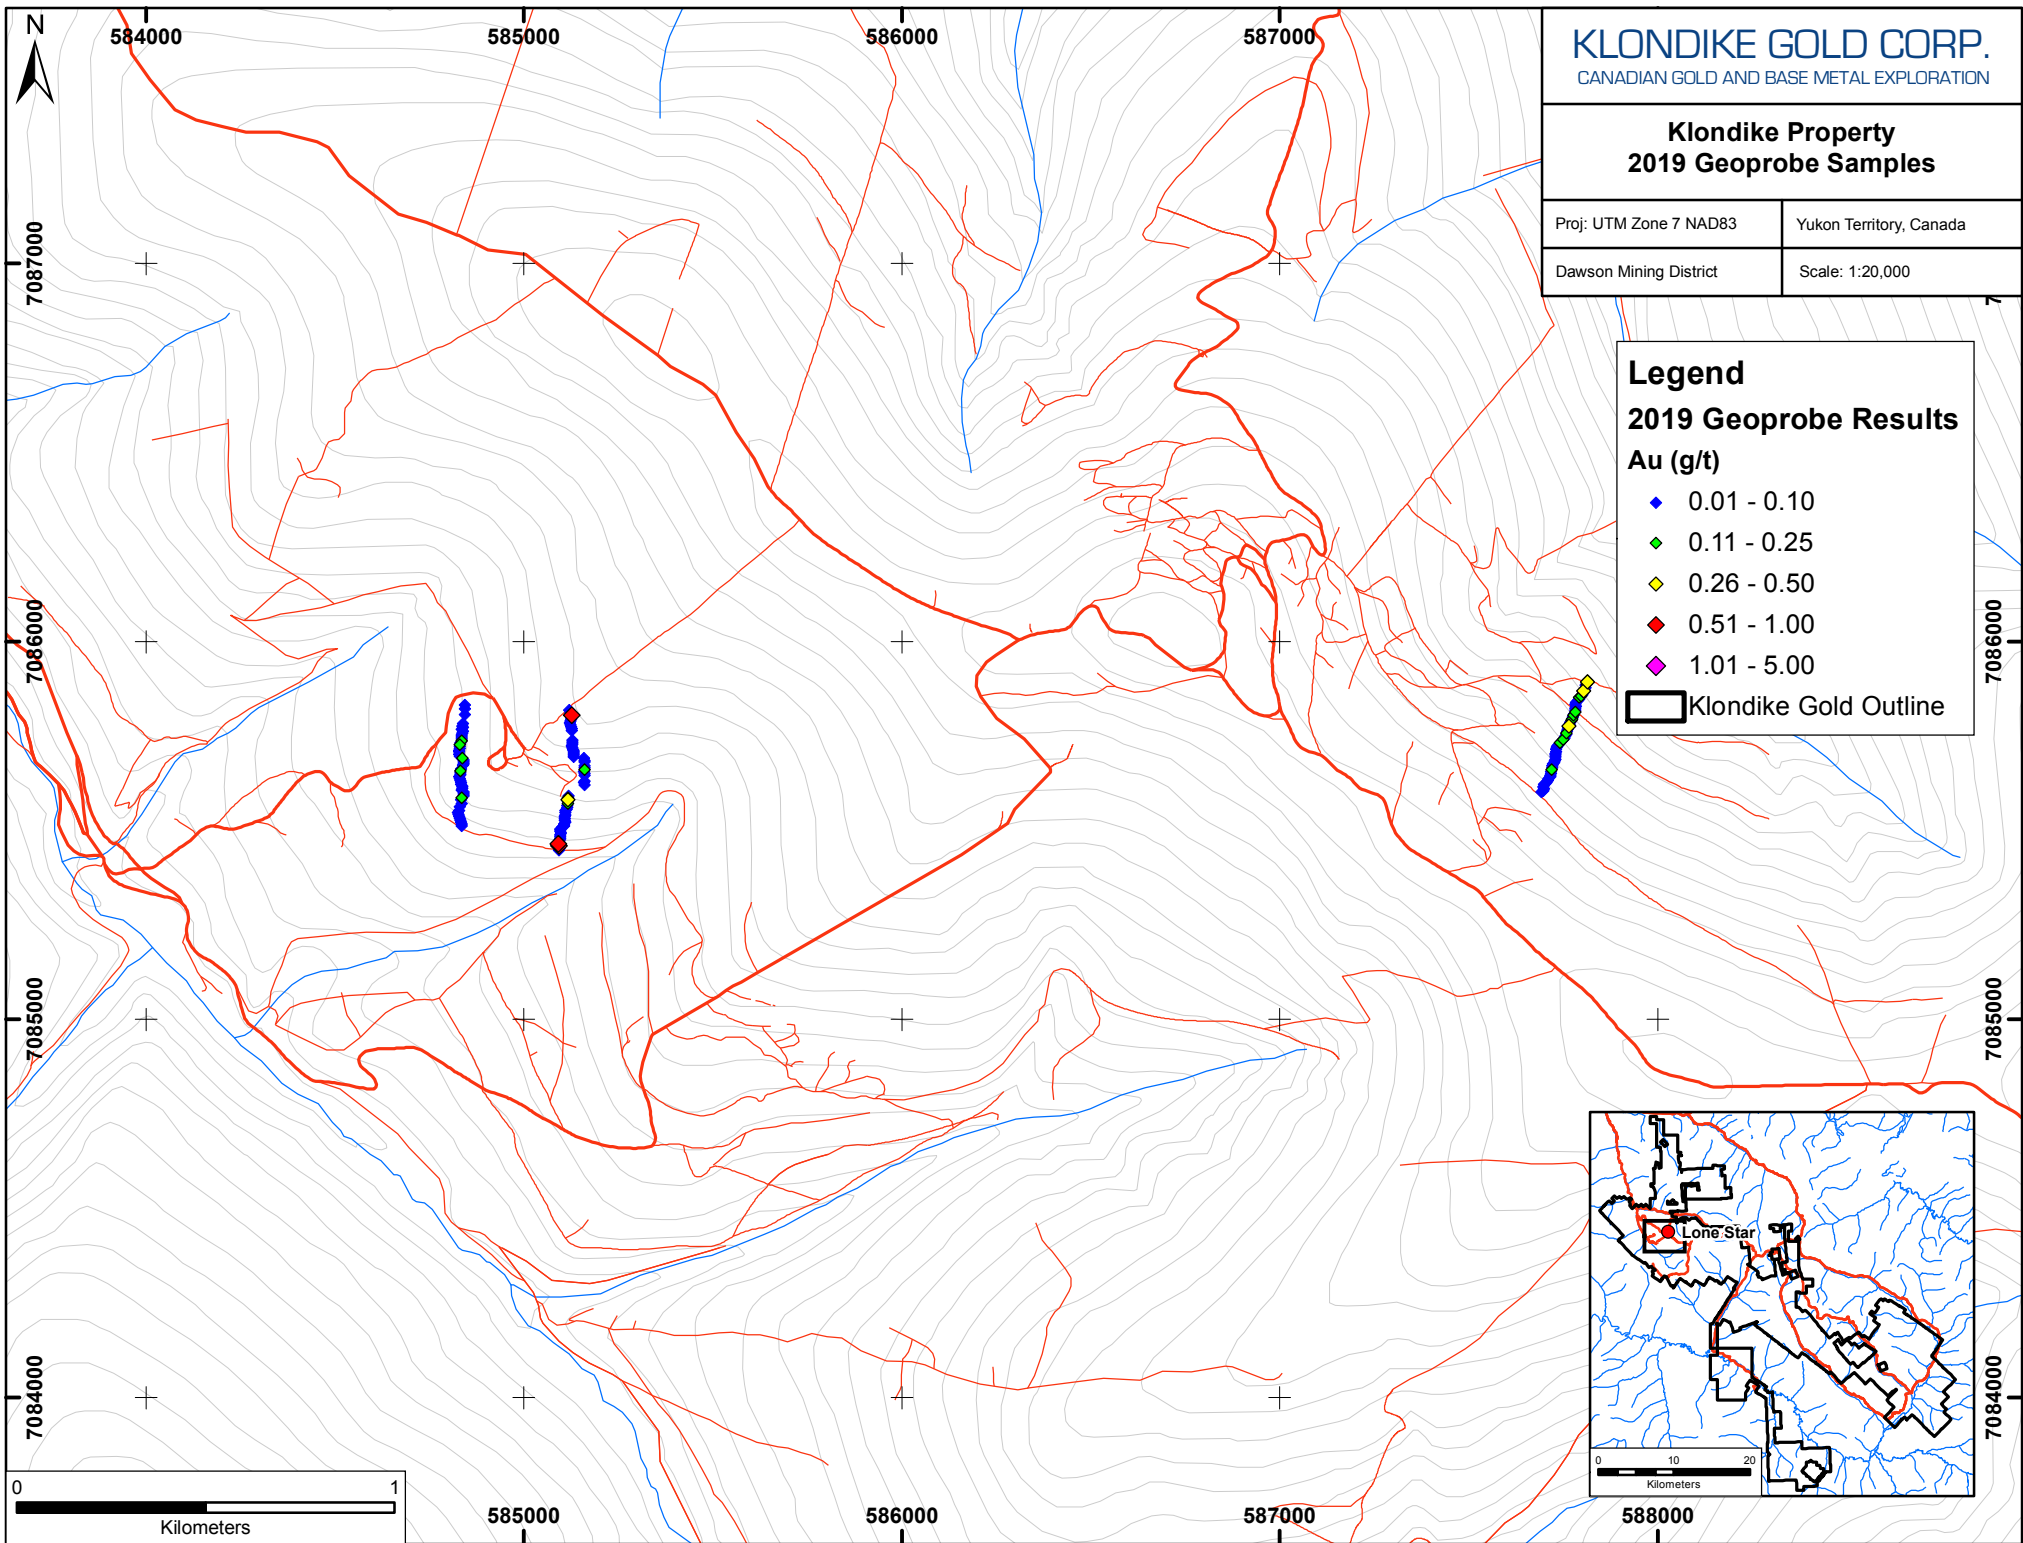 N
584000
585000
586000
587000
KLONDIKE GOLD CORP.
CANADIAN GOLD AND BASE METAL EXPLORATION
Klondike Property
2019 Geoprobe Samples
Proj: UTM Zone 7 NAD83
Yukon Territory, Canada
Dawson Mining District
Scale: 1:20,000
7087000
Legend
2019 Geoprobe Results
Au (g/t)
0.01 - 0.10
0.11 - 0.25
0.26 - 0.50
0.51 - 1.00
1.01 - 5.00
Klondike Gold Outline
7086000
7086000
7085000
7085000
Lone Star
7084000
7084000
0 10 20
Kilometers
0 1
Kilometers
585000
586000
587000
588000